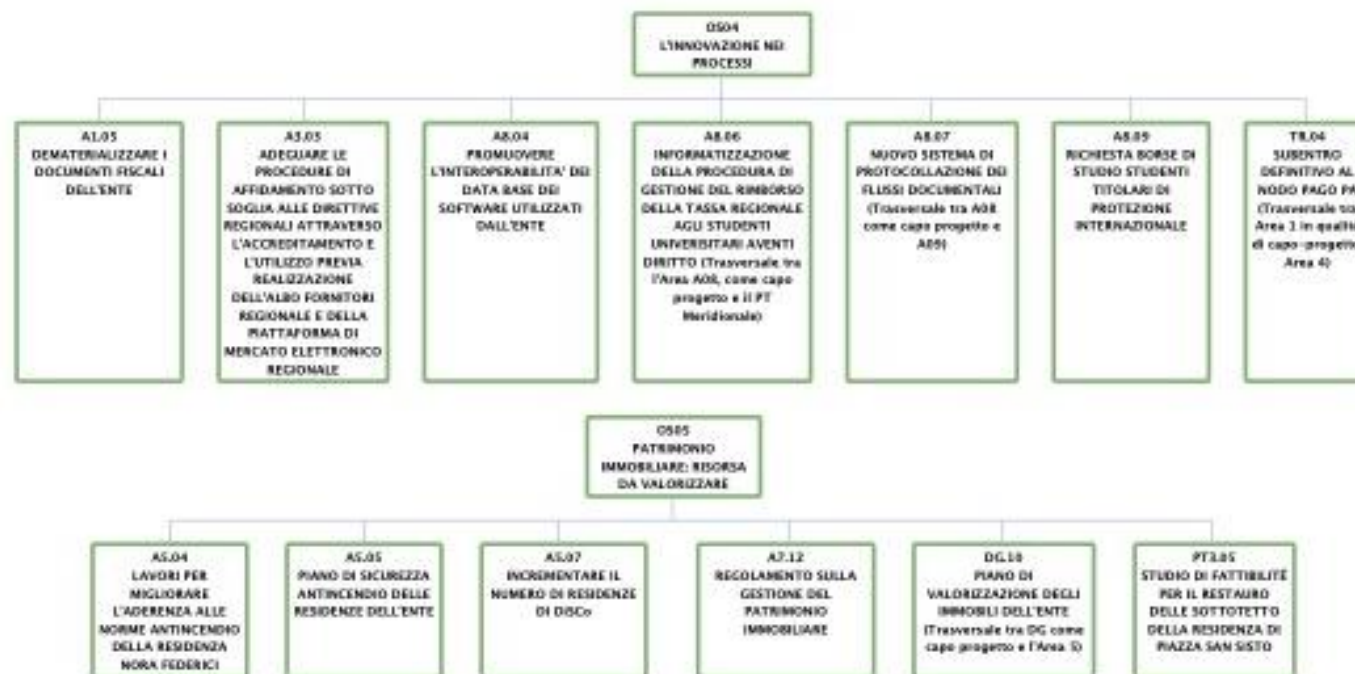 OS04
L'INNOVAZIONE NEI
PROCESSI
A1.05
DEMATERIALIZZARE I
DOCUMENTI FISCALI
DELL'ENTE
A3.03
ADEGUARE LE
PROCEDURE DI
AFFIDAMENTO SOTTO
SOGLIA ALLE DIRETTIVE
REGIONALI ATTRAVERSO
L'ACCREDITAMENTO E
L'UTILIZZO PREVIA
REALIZZAZIONE
DELL'ALBO FORNITORI
REGIONALE E DELLA
PIATTAFORMA DI
MERCATO ELETTRONICO
REGIONALE
A8.04
PROMUOVERE
L'INTEROPERABILITA' DEI
DATA BASE DEI
SOFTWARE UTILIZZATI
DALL'ENTE
A8.06
INFORMATIZZAZIONE
DELLA PROCEDURA DI
GESTIONE DEL RIMBORSO
DELLA TASSA REGIONALE
AGLI STUDENTI
UNIVERSITARI AVENTI
DIRITTO (Trasversale tra
l'Area A08, come capo
progetto e il PT
Meridionale)
A8.07
NUOVO SISTEMA DI
PROTOCOLLAZIONE DEI
FLUSSI DOCUMENTALI
(Trasversale tra A08
come capo progetto e
A09)
A8.09
RICHIESTA BORSE DI
STUDIO STUDENTI
TITOLARI DI
PROTEZIONE
INTERNAZIONALE
TR.04
SUBENTRO
DEFINITIVO AL
NODO PAGO PA
(Trasversale tra
Area 1 in qualità
di capo-progetto
Area 4)
OS05
PATRIMONIO
IMMOBILIARE: RISORSA
DA VALORIZZARE
A5.04
LAVORI PER
MIGLIORARE
L'ADERENZA ALLE
NORME ANTINCENDIO
DELLA RESIDENZA
NORA FEDERICI
A5.05
PIANO DI SICUREZZA
ANTINCENDIO DELLE
RESIDENZE DELL'ENTE
A5.07
INCREMENTARE IL
NUMERO DI RESIDENZE
DI DiSCo
A7.12
REGOLAMENTO SULLA
GESTIONE DEL
PATRIMONIO
IMMOBILIARE
DG.10
PIANO DI
VALORIZZAZIONE DEGLI
IMMOBILI DELL'ENTE
(Trasversale tra DG come
capo progetto e l'Area 5)
PT3.05
STUDIO DI FATTIBILITÀ
PER IL RESTAURO
DELLE SOTTOTETTO
DELLA RESIDENZA DI
PIAZZA SAN SISTO